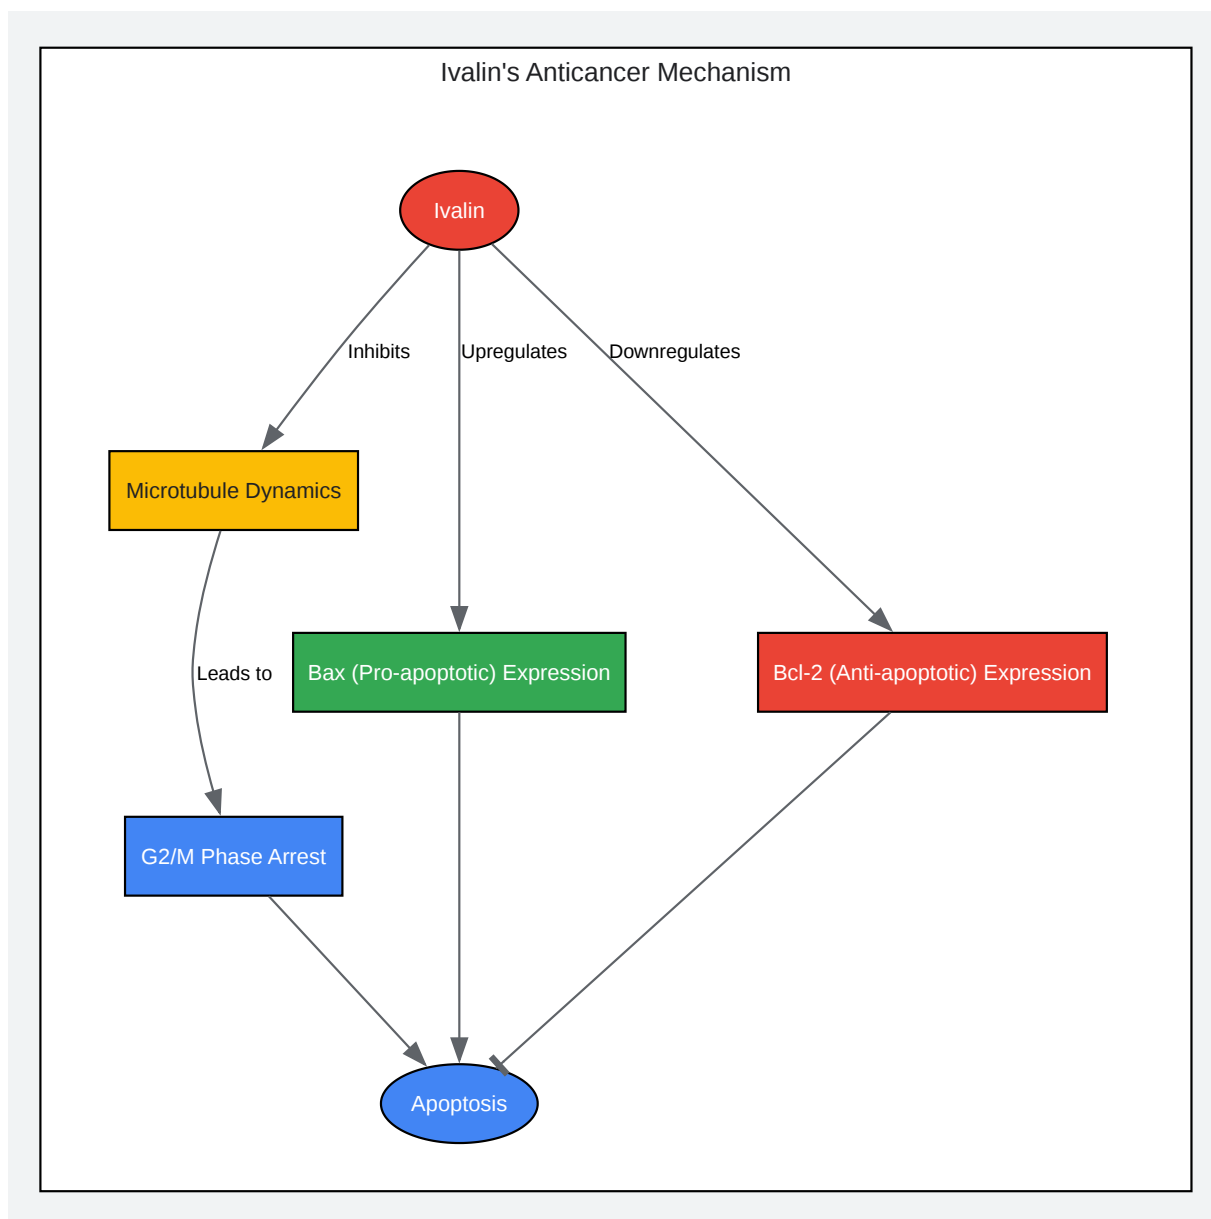 Ivalin's Anticancer Mechanism
Ivalin
Inhibits
Upregulates
Downregulates
Microtubule Dynamics
Leads to
Bax (Pro-apoptotic) Expression
Bcl-2 (Anti-apoptotic) Expression
G2/M Phase Arrest
Apoptosis